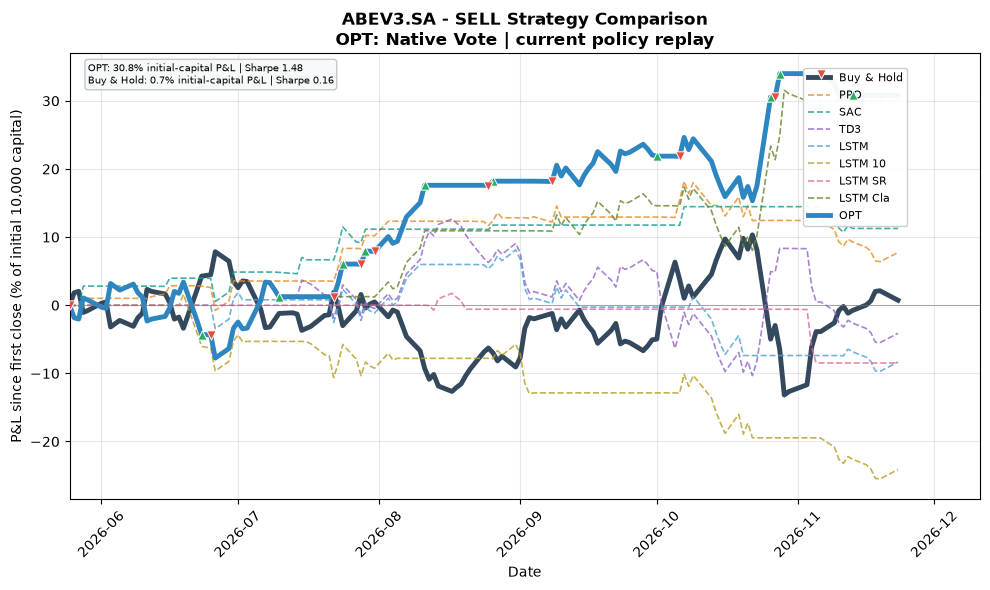 ABEV3.SA - SELL Strategy Comparison
OPT: Native Vote | current policy replay
OPT: 30.8% initial-capital P&L | Sharpe 1.48
Buy & Hold: 0.7% initial-capital P&L | Sharpe 0.16
Buy & Hold
PPO
SAC
TD3
LSTM
LSTM 10
LSTM SR
LSTM Cla
OPT
P&L since first close (% of initial 10,000 capital)
30
20
10
0
−10
−20
2026-06
2026-07
2026-08
2026-09
2026-10
2026-11
2026-12
Date